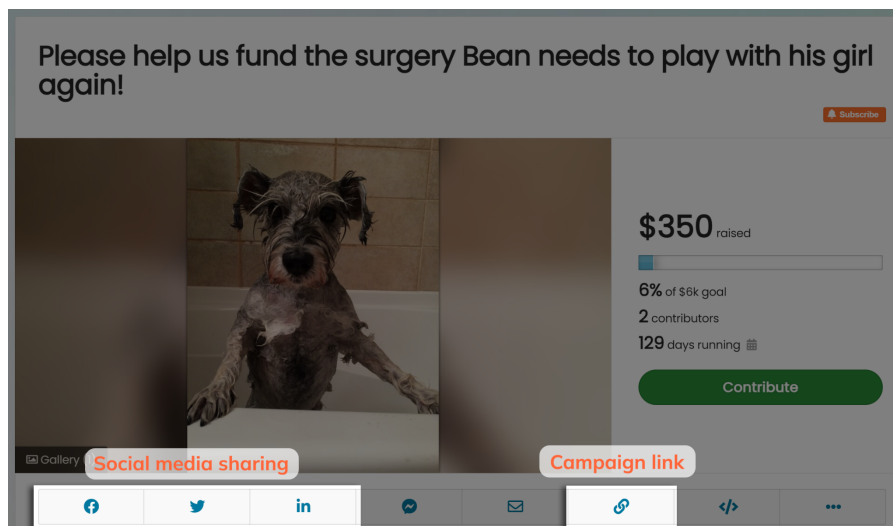 Please help us fund the surgery Bean needs to play with his girl
again!
Subscribe
$350 raised
6% of $6k goal
2 contributors
129 days running
Contribute
Gallery
Social media sharing
Campaign link